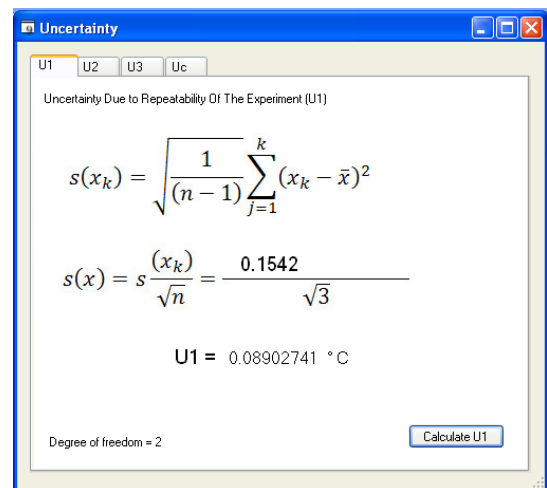 Uncertainty
U1 U2 U3 Uc
Uncertainty Due to Repeatability Of The Experiment (U1)
s(x_k) = √(1/(n − 1)) ∑_{j=1}^{k} (x_k − x̄)²
s(x) = s (x_k)/√n = 0.1542/√3
U1 = 0.08902741 °C
Degree of freedom = 2
Calculate U1